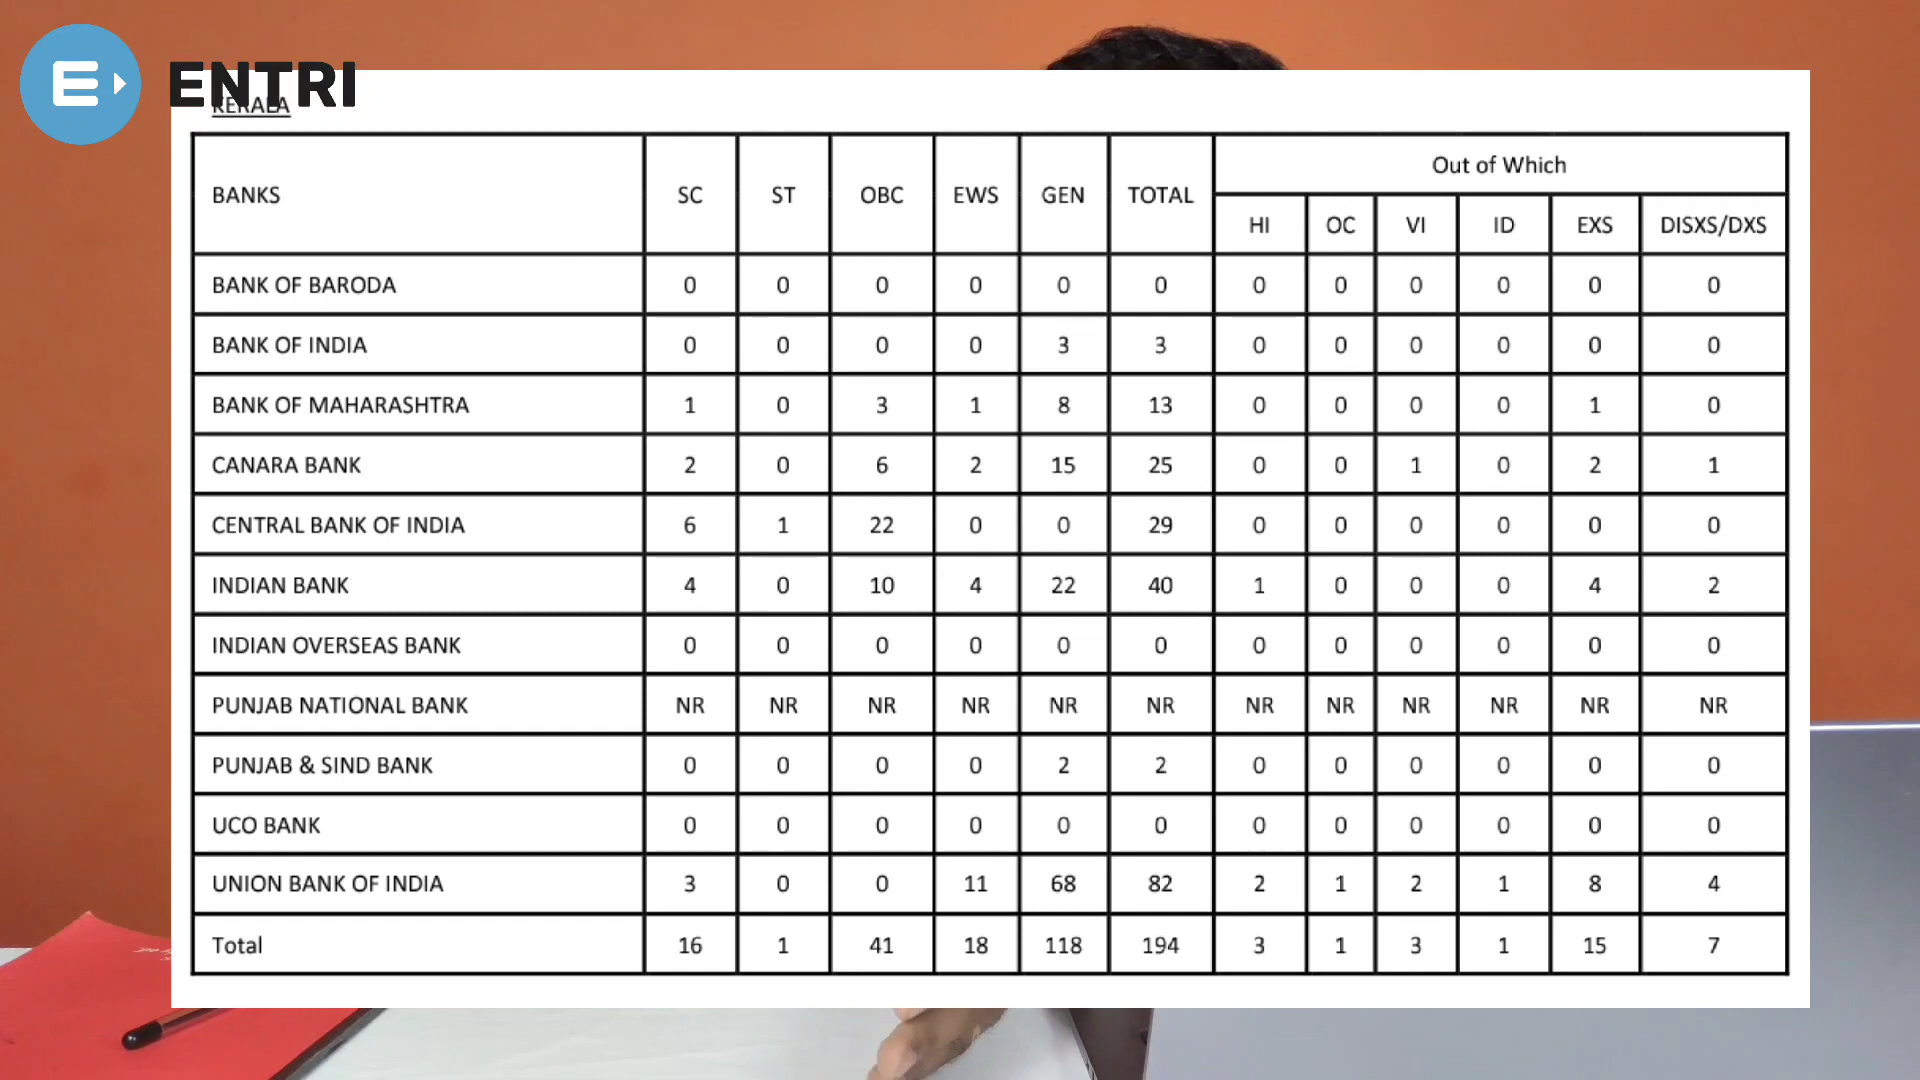 ENTRI
KERALA
BANKS SC ST OBC EWS GEN TOTAL Out of Which
HI OC VI ID EXS DISXS/DXS
BANK OF BARODA 0 0 0 0 0 0 0 0 0 0 0 0
BANK OF INDIA 0 0 0 0 3 3 0 0 0 0 0 0
BANK OF MAHARASHTRA 1 0 3 1 8 13 0 0 0 0 1 0
CANARA BANK 2 0 6 2 15 25 0 0 1 0 2 1
CENTRAL BANK OF INDIA 6 1 22 0 0 29 0 0 0 0 0 0
INDIAN BANK 4 0 10 4 22 40 1 0 0 0 4 2
INDIAN OVERSEAS BANK 0 0 0 0 0 0 0 0 0 0 0 0
PUNJAB NATIONAL BANK NR NR NR NR NR NR NR NR NR NR NR NR
PUNJAB & SIND BANK 0 0 0 0 2 2 0 0 0 0 0 0
UCO BANK 0 0 0 0 0 0 0 0 0 0 0 0
UNION BANK OF INDIA 3 0 0 11 68 82 2 1 2 1 8 4
Total 16 1 41 18 118 194 3 1 3 1 15 7